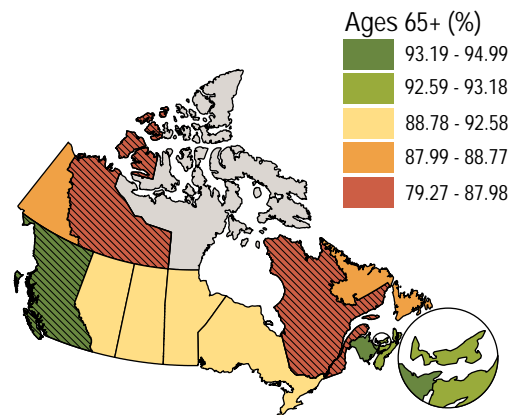 Ages 65+ (%)
93.19 - 94.99
92.59 - 93.18
88.78 - 92.58
87.99 - 88.77
79.27 - 87.98